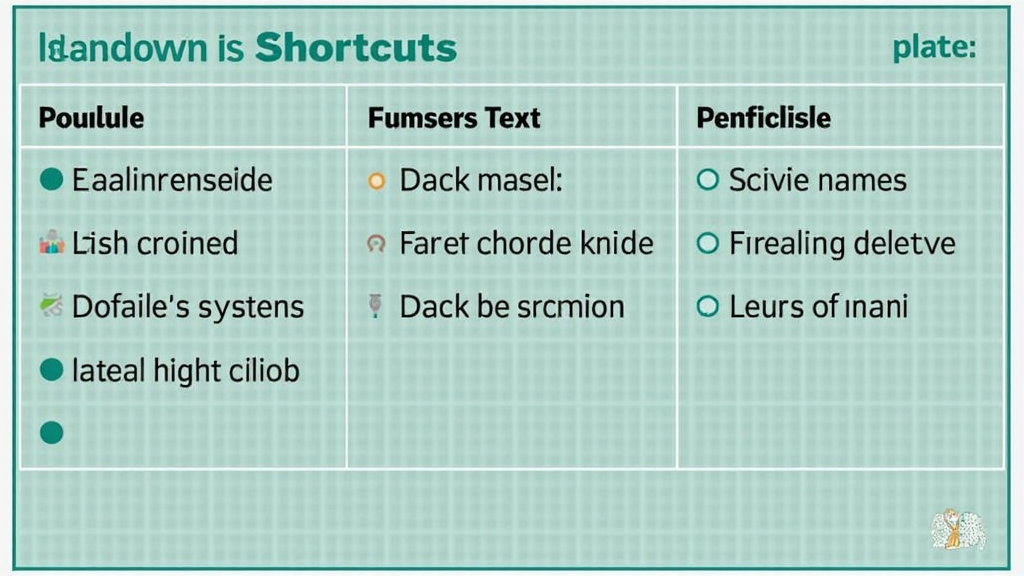 is Shortcuts
plate:
Poulule
Fumsers Text
Penficlisle
Eaalinrenseide
Dack masel:
Scivie names
Lish croined
Faret chorde knide
Firealing deletve
Dofaile's systens
Dack be srcmion
Leurs of inani
lateal hight ciliob